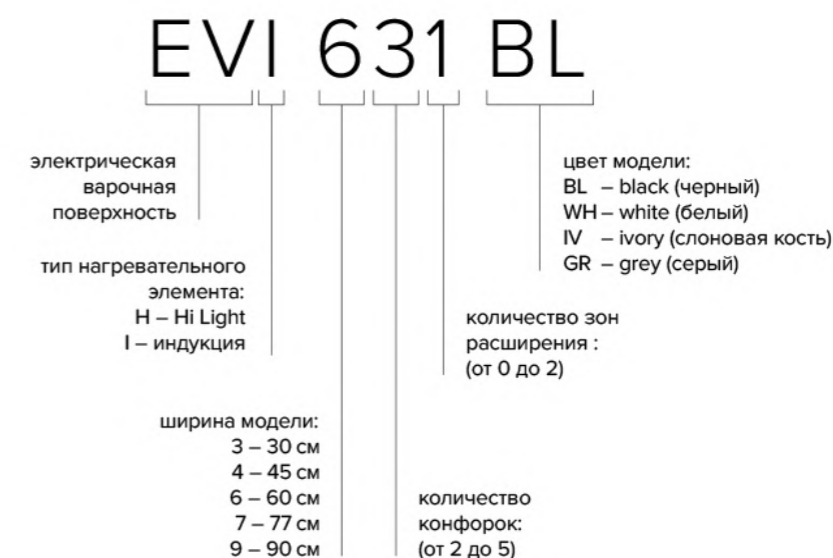 EVI 631 BL
электрическая
варочная
поверхность
тип нагревательного
элемента:
H – Hi Light
I – индукция
ширина модели:
3 – 30 см
4 – 45 см
6 – 60 см
7 – 77 см
9 – 90 см
количество
конфорок:
(от 2 до 5)
количество зон
расширения :
(от 0 до 2)
цвет модели:
BL – black (черный)
WH – white (белый)
IV – ivory (слоновая кость)
GR – grey (серый)